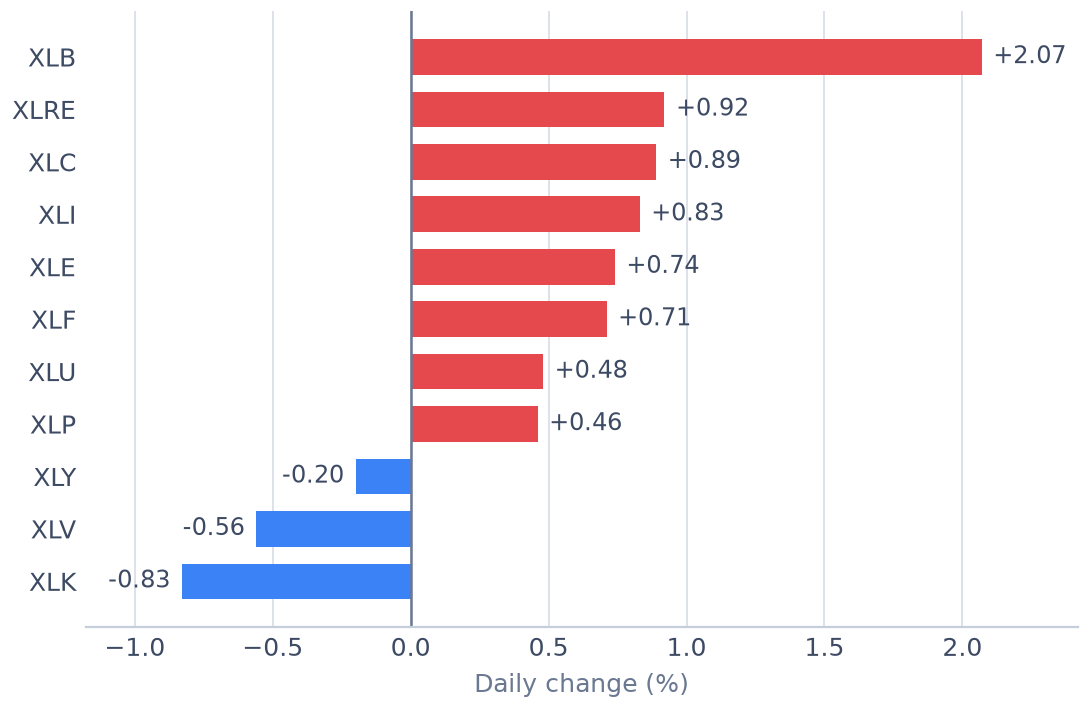 XLB +2.07
XLRE +0.92
XLC +0.89
XLI +0.83
XLE +0.74
XLF +0.71
XLU +0.48
XLP +0.46
XLY -0.20
XLV -0.56
XLK -0.83
−1.0 −0.5 0.0 0.5 1.0 1.5 2.0
Daily change (%)